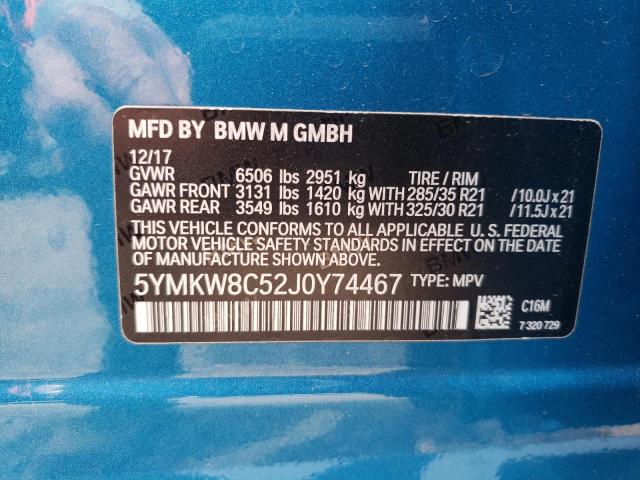 MFD BY BMW M GMBH
12/17
GVWR 6506 lbs 2951 kg TIRE / RIM
GAWR FRONT 3131 lbs 1420 kg WITH 285/35 R21 /10.0J x 21
GAWR REAR 3549 lbs 1610 kg WITH 325/30 R21 /11.5J x 21
THIS VEHICLE CONFORMS TO ALL APPLICABLE U. S. FEDERAL
MOTOR VEHICLE SAFETY STANDARDS IN EFFECT ON THE DATE
OF MANUFACTURE SHOWN ABOVE.
5YMKW8C52J0Y74467 TYPE: MPV
C16M
7 320 729